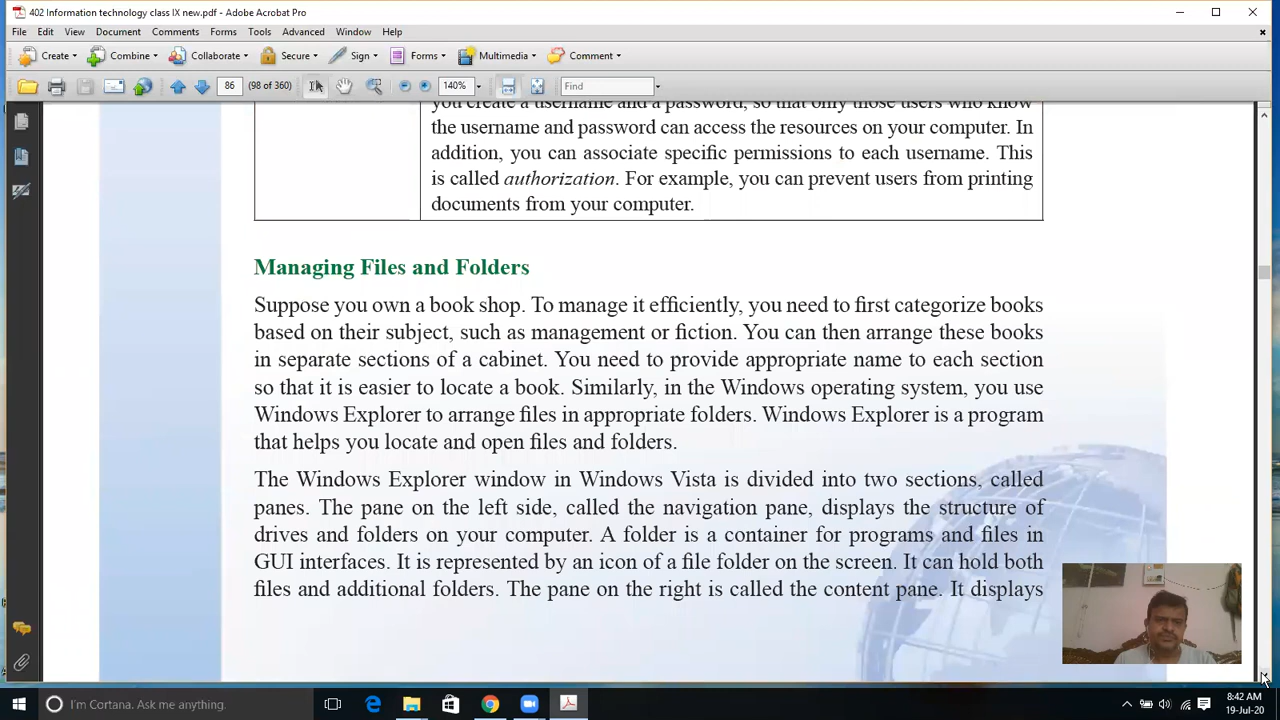 402 Information technology class IX new.pdf - Adobe Acrobat Pro
File Edit View Document Comments Forms Tools Advanced Window Help
Create Combine Collaborate Secure Sign Forms Multimedia Comment
86 (98 of 360) 140% Find
you create a username and a password, so that only those users who know
the username and password can access the resources on your computer. In
addition, you can associate specific permissions to each username. This
is called authorization. For example, you can prevent users from printing
documents from your computer.
Managing Files and Folders
Suppose you own a book shop. To manage it efficiently, you need to first categorize books
based on their subject, such as management or fiction. You can then arrange these books
in separate sections of a cabinet. You need to provide appropriate name to each section
so that it is easier to locate a book. Similarly, in the Windows operating system, you use
Windows Explorer to arrange files in appropriate folders. Windows Explorer is a program
that helps you locate and open files and folders.
The Windows Explorer window in Windows Vista is divided into two sections, called
panes. The pane on the left side, called the navigation pane, displays the structure of
drives and folders on your computer. A folder is a container for programs and files in
GUI interfaces. It is represented by an icon of a file folder on the screen. It can hold both
files and additional folders. The pane on the right is called the content pane. It displays
I'm Cortana. Ask me anything.
8:42 AM
19-Jul-20